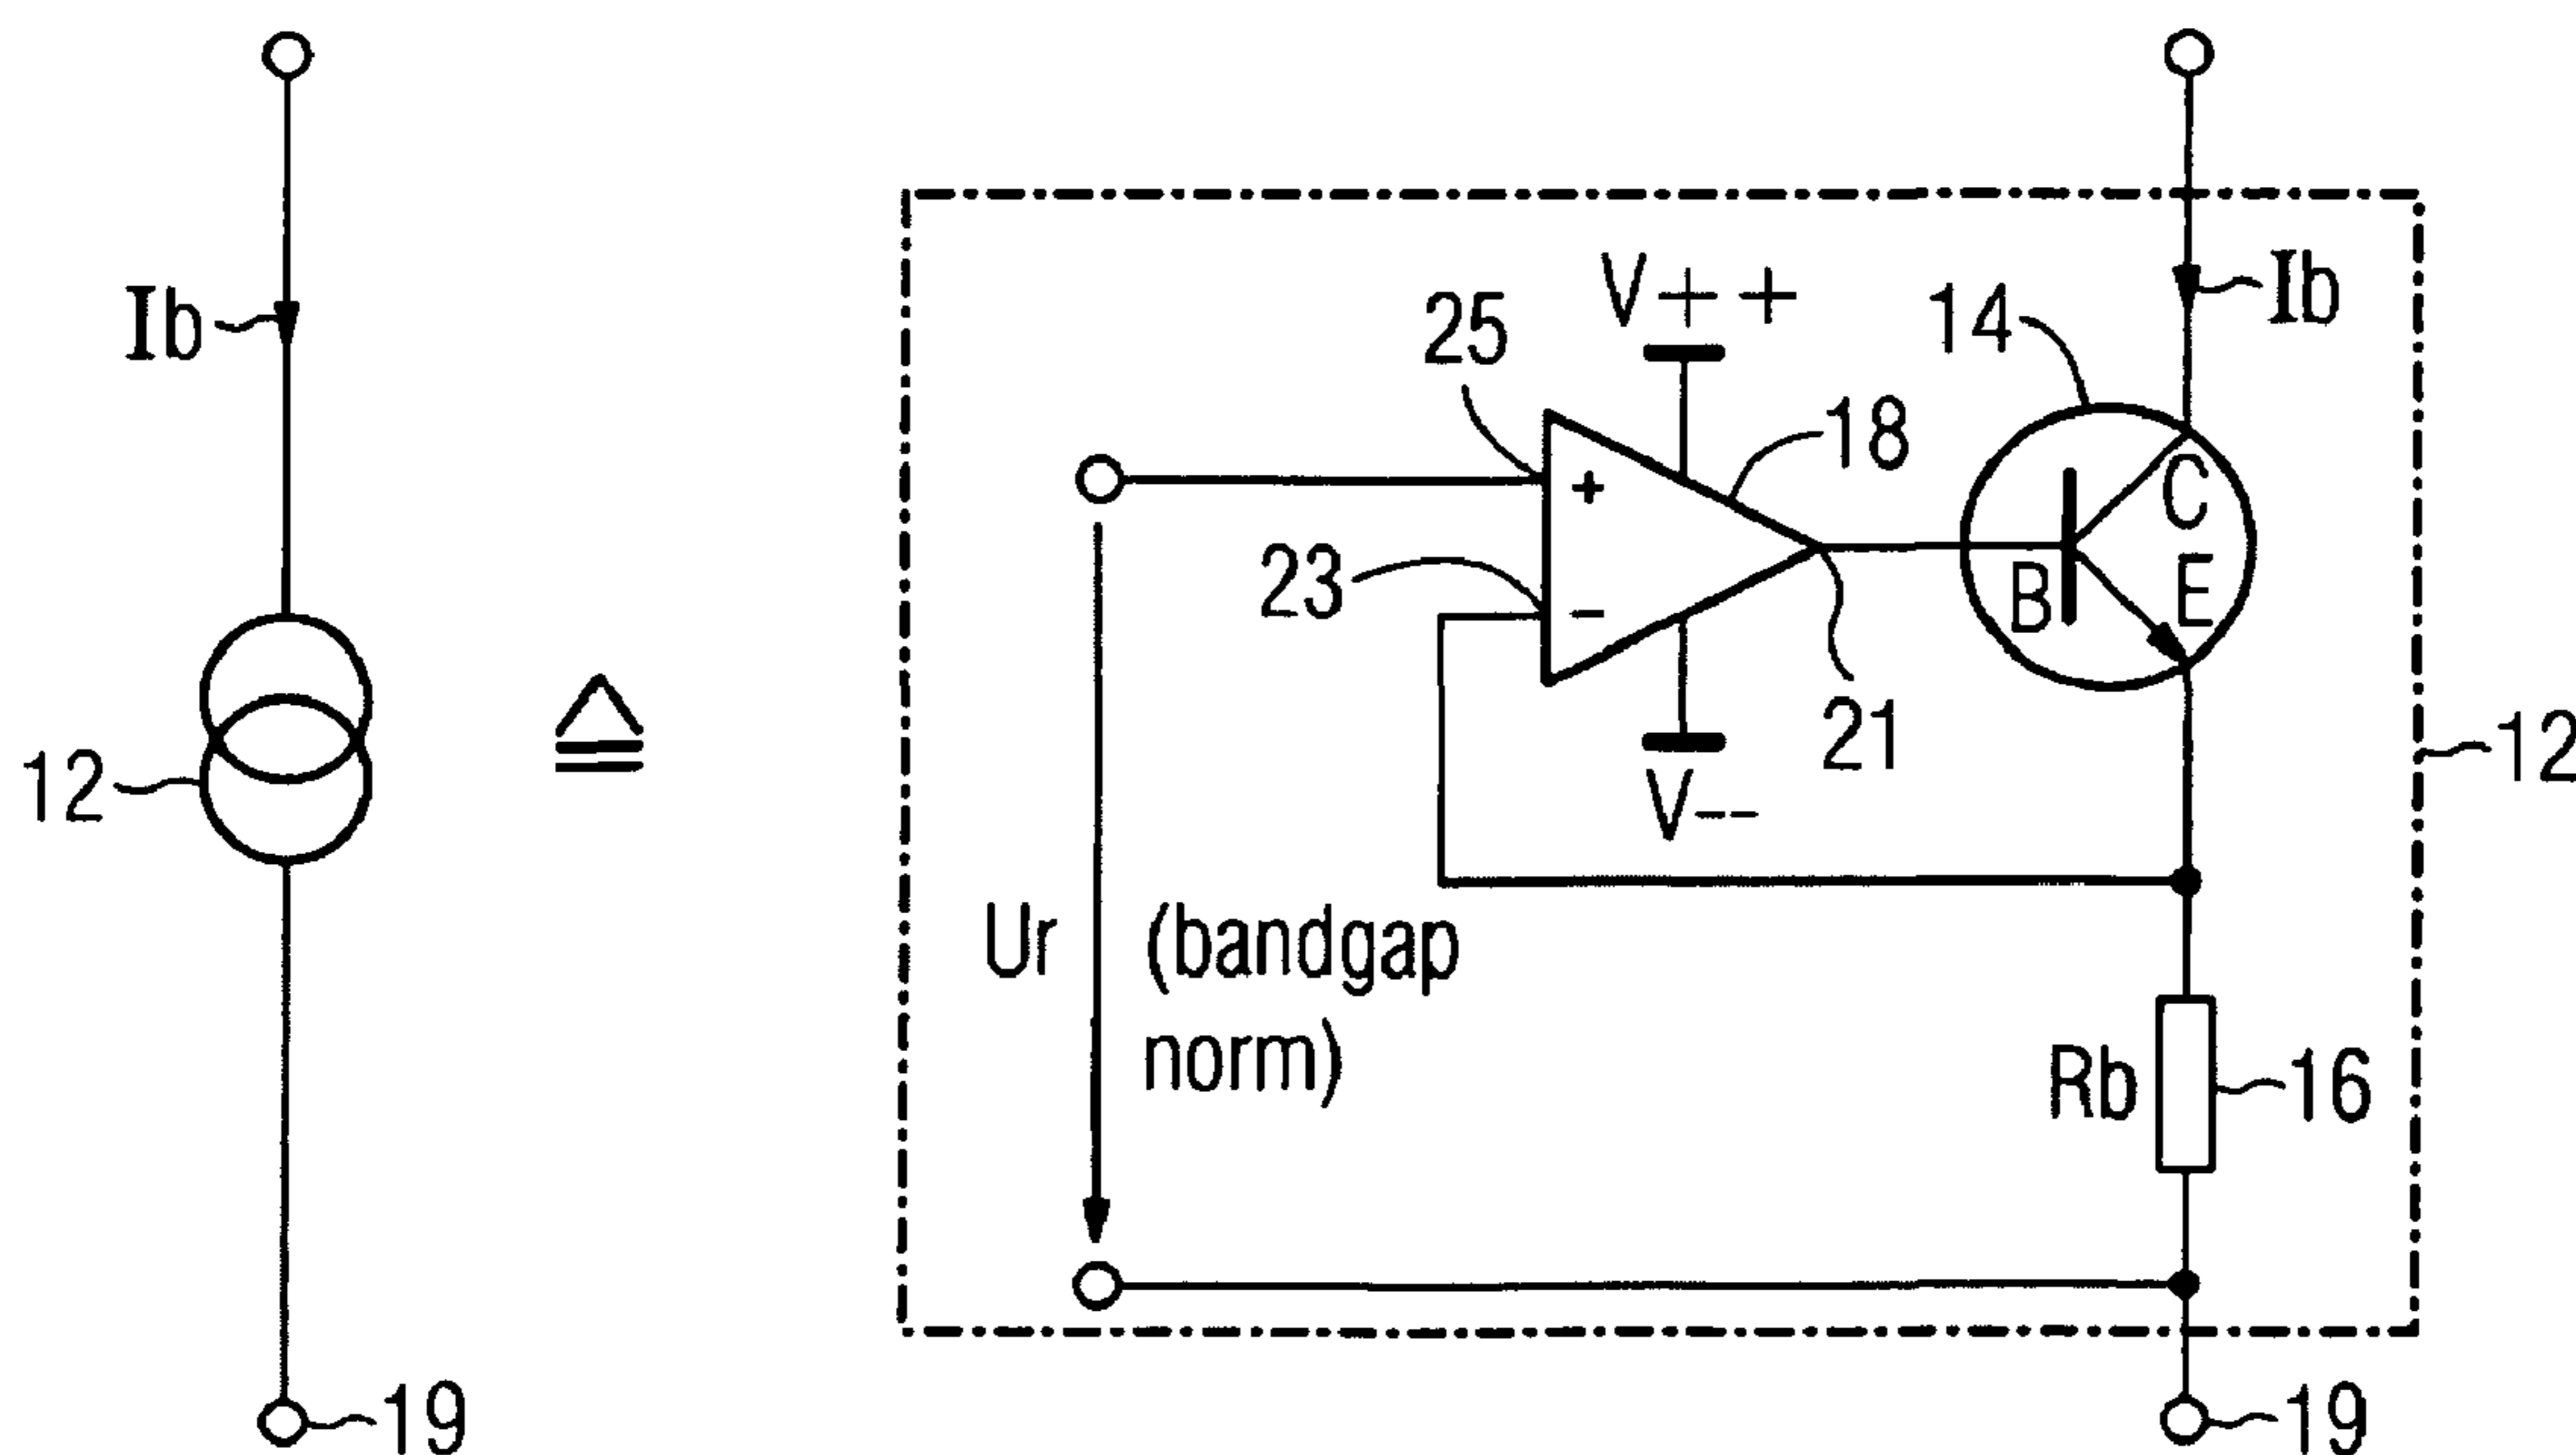 Ib
12
19
V++
Ib
14
25
18
+
C
23
-
B
E
21
V--
12
Ur
(bandgap
norm)
Rb
16
19